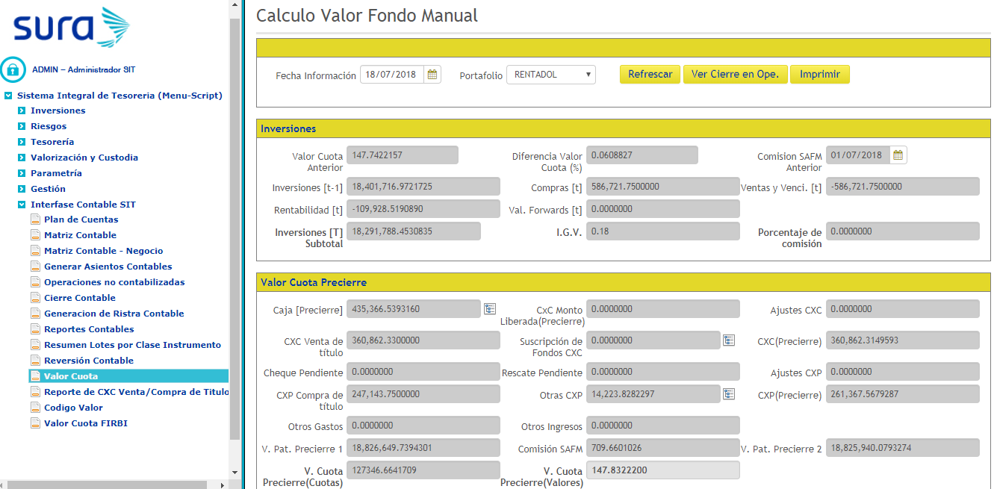 sura
ADMIN – Administrador SIT
Sistema Integral de Tesoreria (Menu-Script)
Inversiones
Riesgos
Tesorería
Valorización y Custodia
Parametría
Gestión
Interfase Contable SIT
Plan de Cuentas
Matriz Contable
Matriz Contable - Negocio
Generar Asientos Contables
Operaciones no contabilizadas
Cierre Contable
Generacion de Ristra Contable
Reportes Contables
Resumen Lotes por Clase Instrumento
Reversión Contable
Valor Cuota
Reporte de CXC Venta/Compra de Titulo
Codigo Valor
Valor Cuota FIRBI
Calculo Valor Fondo Manual
Fecha Información 18/07/2018 Portafolio RENTADOL Refrescar Ver Cierre en Ope. Imprimir
Inversiones
Valor Cuota Anterior 147.7422157 Diferencia Valor Cuota (%) 0.0608827 Comision SAFM Anterior 01/07/2018
Inversiones [t-1] 18,401,716.9721725 Compras [t] 586,721.7500000 Ventas y Venci. [t] -586,721.7500000
Rentabilidad [t] -109,928.5190890 Val. Forwards [t] 0.0000000
Inversiones [T] Subtotal 18,291,788.4530835 I.G.V. 0.18 Porcentaje de comisión 0.0000000
Valor Cuota Precierre
Caja [Precierre] 435,366.5393160 CxC Monto Liberada(Precierre) 0.0000000 Ajustes CXC 0.0000000
CXC Venta de título 360,862.3300000 Suscripción de Fondos CXC 0.0000000 CXC(Precierre) 360,862.3149593
Cheque Pendiente 0.0000000 Rescate Pendiente 0.0000000 Ajustes CXP 0.0000000
CXP Compra de título 247,143.7500000 Otras CXP 14,223.8282297 CXP(Precierre) 261,367.5679287
Otros Gastos 0.0000000 Otros Ingresos 0.0000000
V. Pat. Precierre 1 18,826,649.7394301 Comisión SAFM 709.6601026 V. Pat. Precierre 2 18,825,940.0793274
V. Cuota Precierre(Cuotas) 127346.6641709 V. Cuota Precierre(Valores) 147.8322200